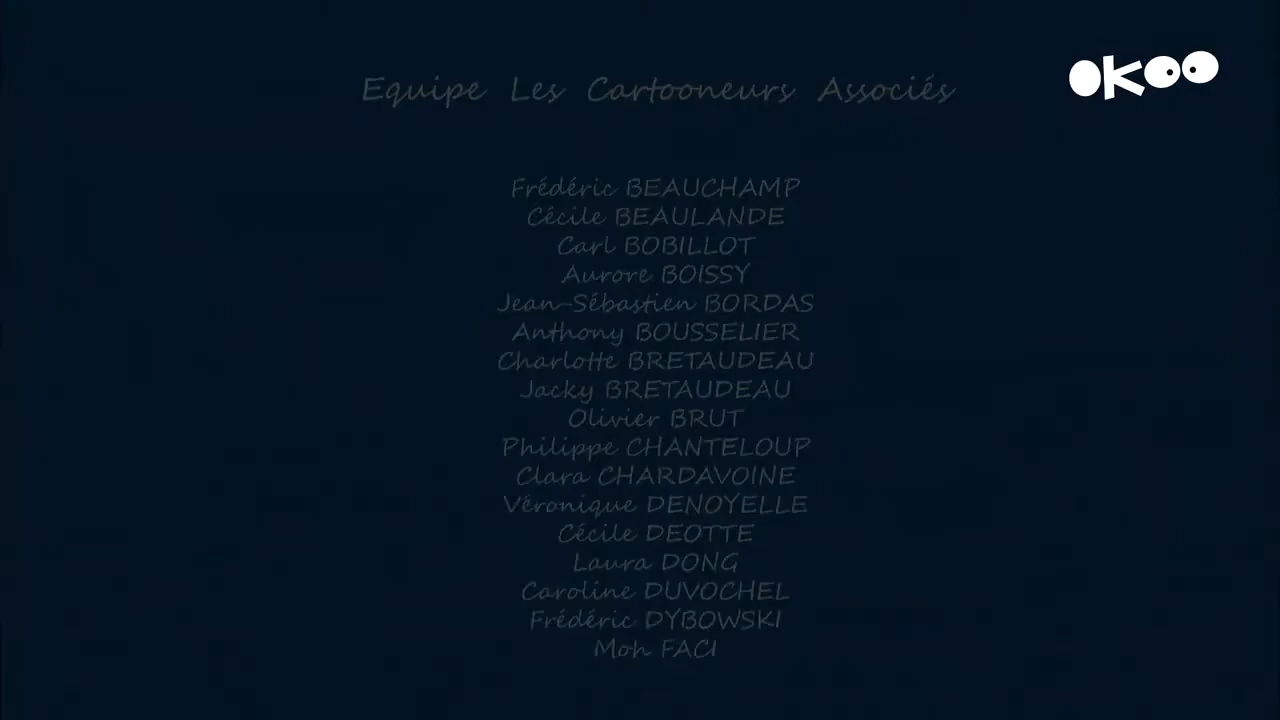 OKOO
Equipe Les Cartooneurs Associés
Frédéric BEAUCHAMP
Cécile BEAULANDE
Carl BOBILLOT
Aurore BOISSY
Jean-Sébastien BORDAS
Anthony BOUSSELIER
Charlotte BRETAUDEAU
Jacky BRETAUDEAU
Olivier BRUT
Philippe CHANTELOUP
Clara CHARDAVOINE
Véronique DENOYELLE
Cécile DEOTTE
Laura DONG
Caroline DUVOCHEL
Frédéric DYBOWSKI
Moh FACI